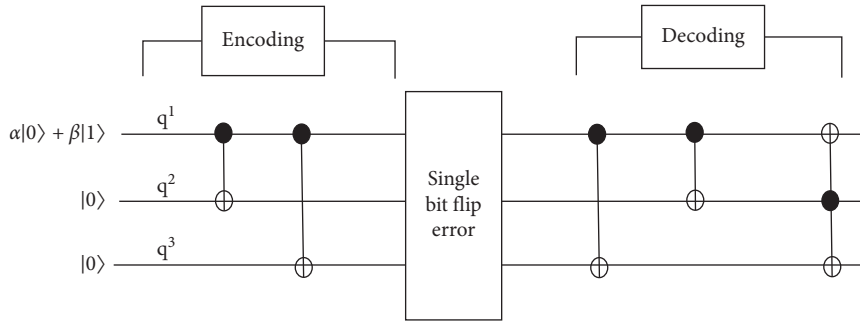 Encoding
Decoding
α|0⟩ + β|1⟩
q¹
|0⟩
q²
|0⟩
q³
Single
bit flip
error